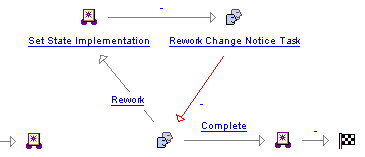 -
Set State Implementation
Rework Change Notice Task
Rework
-
Complete
-